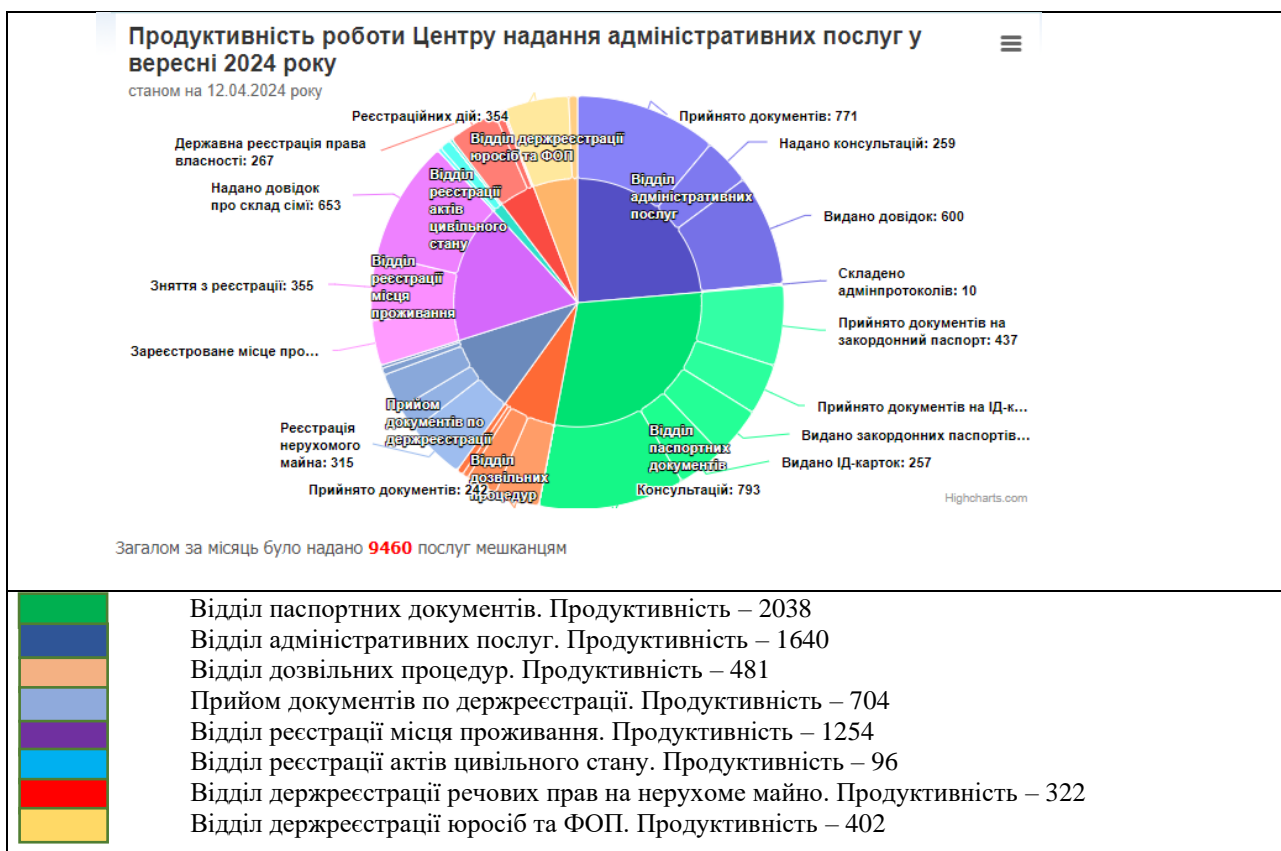 Продуктивність роботи Центру надання адміністративних послуг у
вересні 2024 року
станом на 12.04.2024 року
Реєстраційних дій: 354
Прийнято документів: 771
Державна реєстрація права
власності: 267
Відділ держреєстрації
юросіб та ФОП
Надано консультацій: 259
Надано довідок
про склад сімї: 653
Відділ
реєстрації
актів
цивільного
стану
Відділ
адміністративних
послуг
Видано довідок: 600
Зняття з реєстрації: 355
Відділ
реєстрації
місця
проживання
Складено
адмінпротоколів: 10
Прийнято документів на
закордонний паспорт: 437
Зареєстроване місце про...
Прийнято документів на ІД-к...
Прийом
документів по
держреєстрації
Реєстрація
нерухомого
майна: 315
Відділ
паспортних
документів
Видано закордонних паспортів...
Видано ІД-карток: 257
Відділ
дозвільних
процедур
Прийнято документів: 242
Консультацій: 793
Highcharts.com
Загалом за місяць було надано 9460 послуг мешканцям
Відділ паспортних документів. Продуктивність – 2038
Відділ адміністративних послуг. Продуктивність – 1640
Відділ дозвільних процедур. Продуктивність – 481
Прийом документів по держреєстрації. Продуктивність – 704
Відділ реєстрації місця проживання. Продуктивність – 1254
Відділ реєстрації актів цивільного стану. Продуктивність – 96
Відділ держреєстрації речових прав на нерухоме майно. Продуктивність – 322
Відділ держреєстрації юросіб та ФОП. Продуктивність – 402